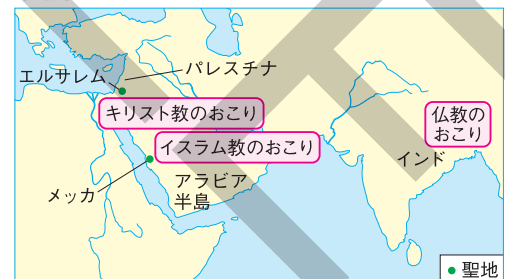 パレスチナ
エルサレム
キリスト教のおこり
イスラム教のおこり
仏教の
おこり
インド
アラビア
半島
メッカ
聖地